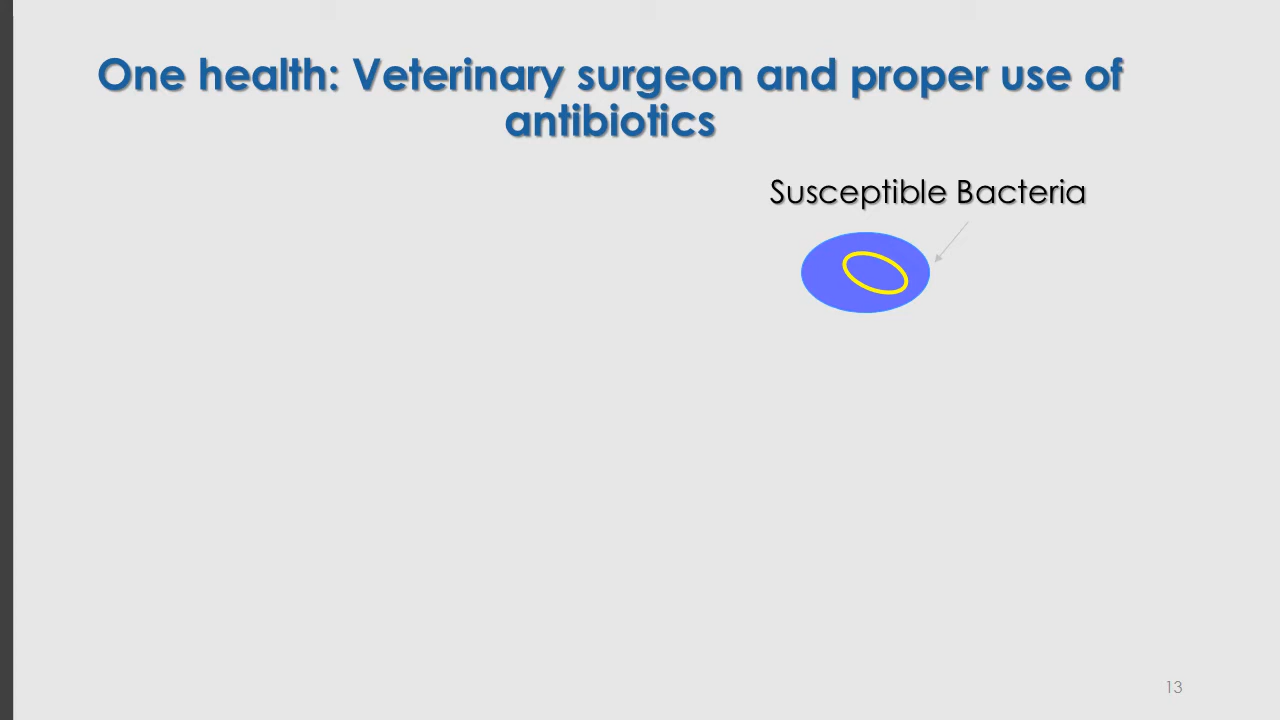 One health: Veterinary surgeon and proper use of
antibiotics
Susceptible Bacteria
13